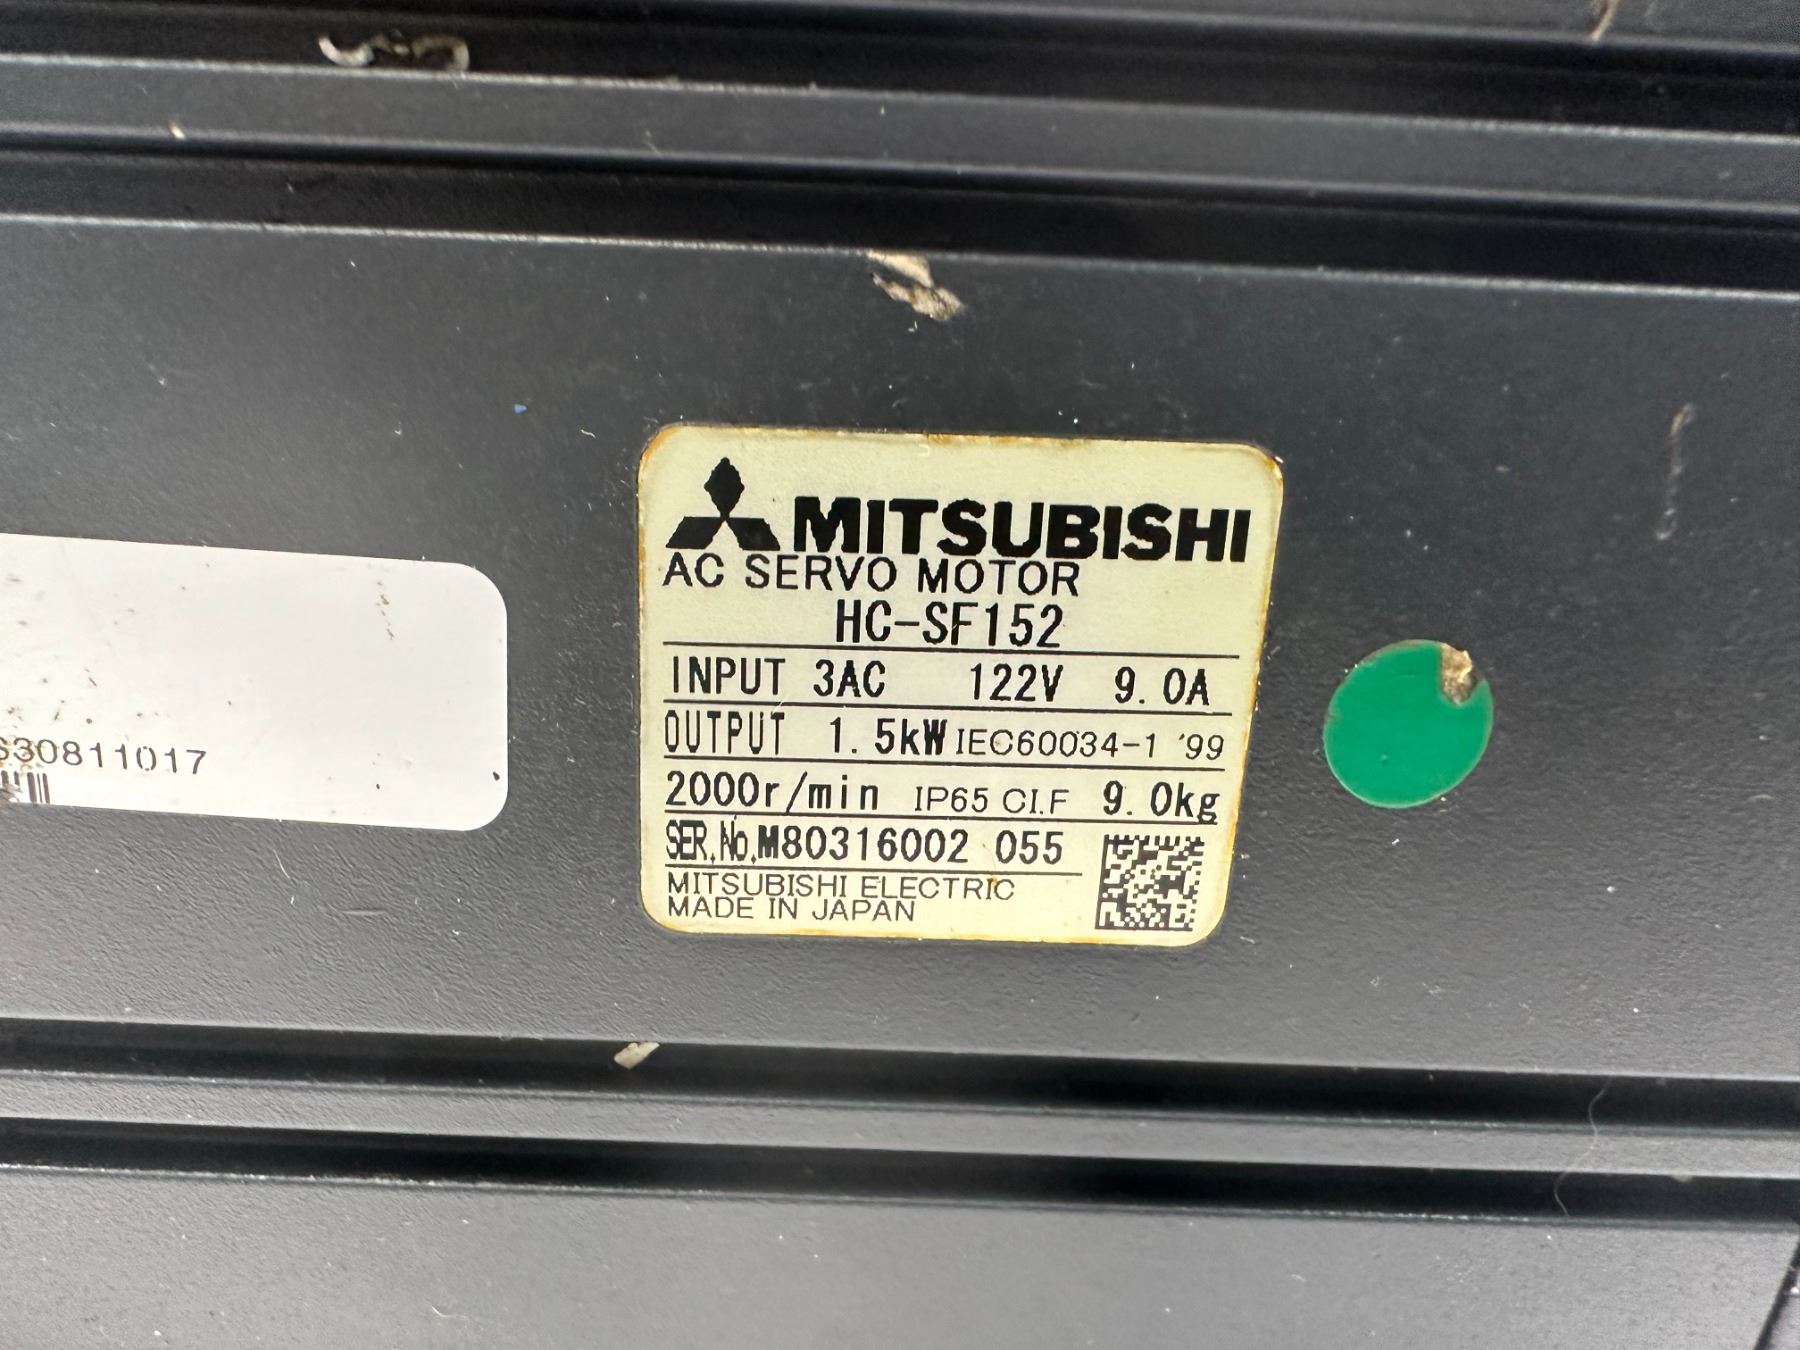 MITSUBISHI
AC SERVO MOTOR
HC-SF152
INPUT 3AC 122V 9.0A
OUTPUT 1.5kW IEC60034-1 '99
2000r/min IP65 CI.F 9.0kg
SER.No.M80316002 055
MITSUBISHI ELECTRIC
MADE IN JAPAN
S30811017